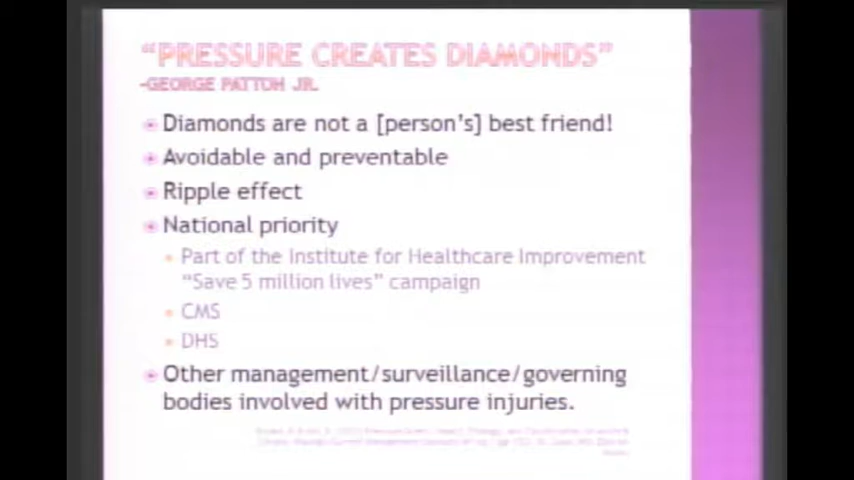 “PRESSURE CREATES DIAMONDS”
-GEORGE PATTON JR.
Diamonds are not a [person’s] best friend!
Avoidable and preventable
Ripple effect
National priority
Part of the Institute for Healthcare Improvement
“Save 5 million lives” campaign
CMS
DHS
Other management/surveillance/governing
bodies involved with pressure injuries.